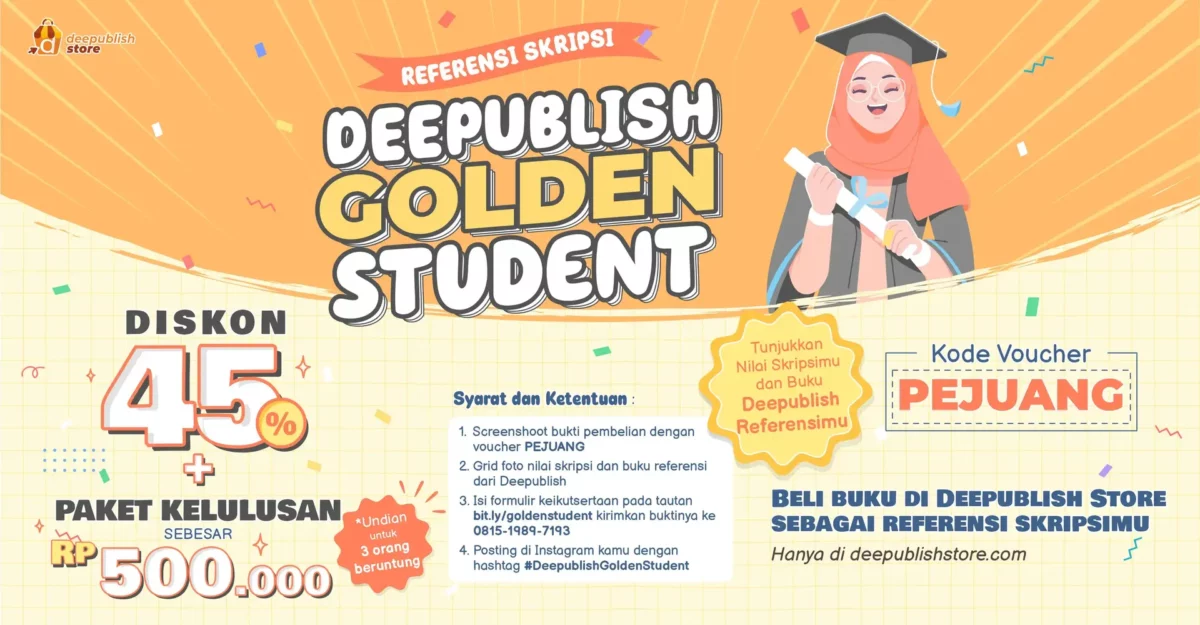 deepublish
store
REFERENSI SKRIPSI
DEEPUBLISH
GOLDEN
STUDENT
DISKON
45%
+
PAKET KELULUSAN
SEBESAR
RP 500.000
*Undian
untuk
3 orang
beruntung
Syarat dan Ketentuan :
1. Screenshoot bukti pembelian dengan
voucher PEJUANG
2. Grid foto nilai skripsi dan buku referensi
dari Deepublish
3. Isi formulir keikutsertaan pada tautan
bit.ly/goldenstudent kirimkan buktinya ke
0815-1989-7193
4. Posting di Instagram kamu dengan
hashtag #DeepublishGoldenStudent
Tunjukkan
Nilai Skripsimu
dan Buku
Deepublish
Referensimu
Kode Voucher
PEJUANG
BELI BUKU DI DEEPUBLISH STORE
SEBAGAI REFERENSI SKRIPSIMU
Hanya di deepublishstore.com